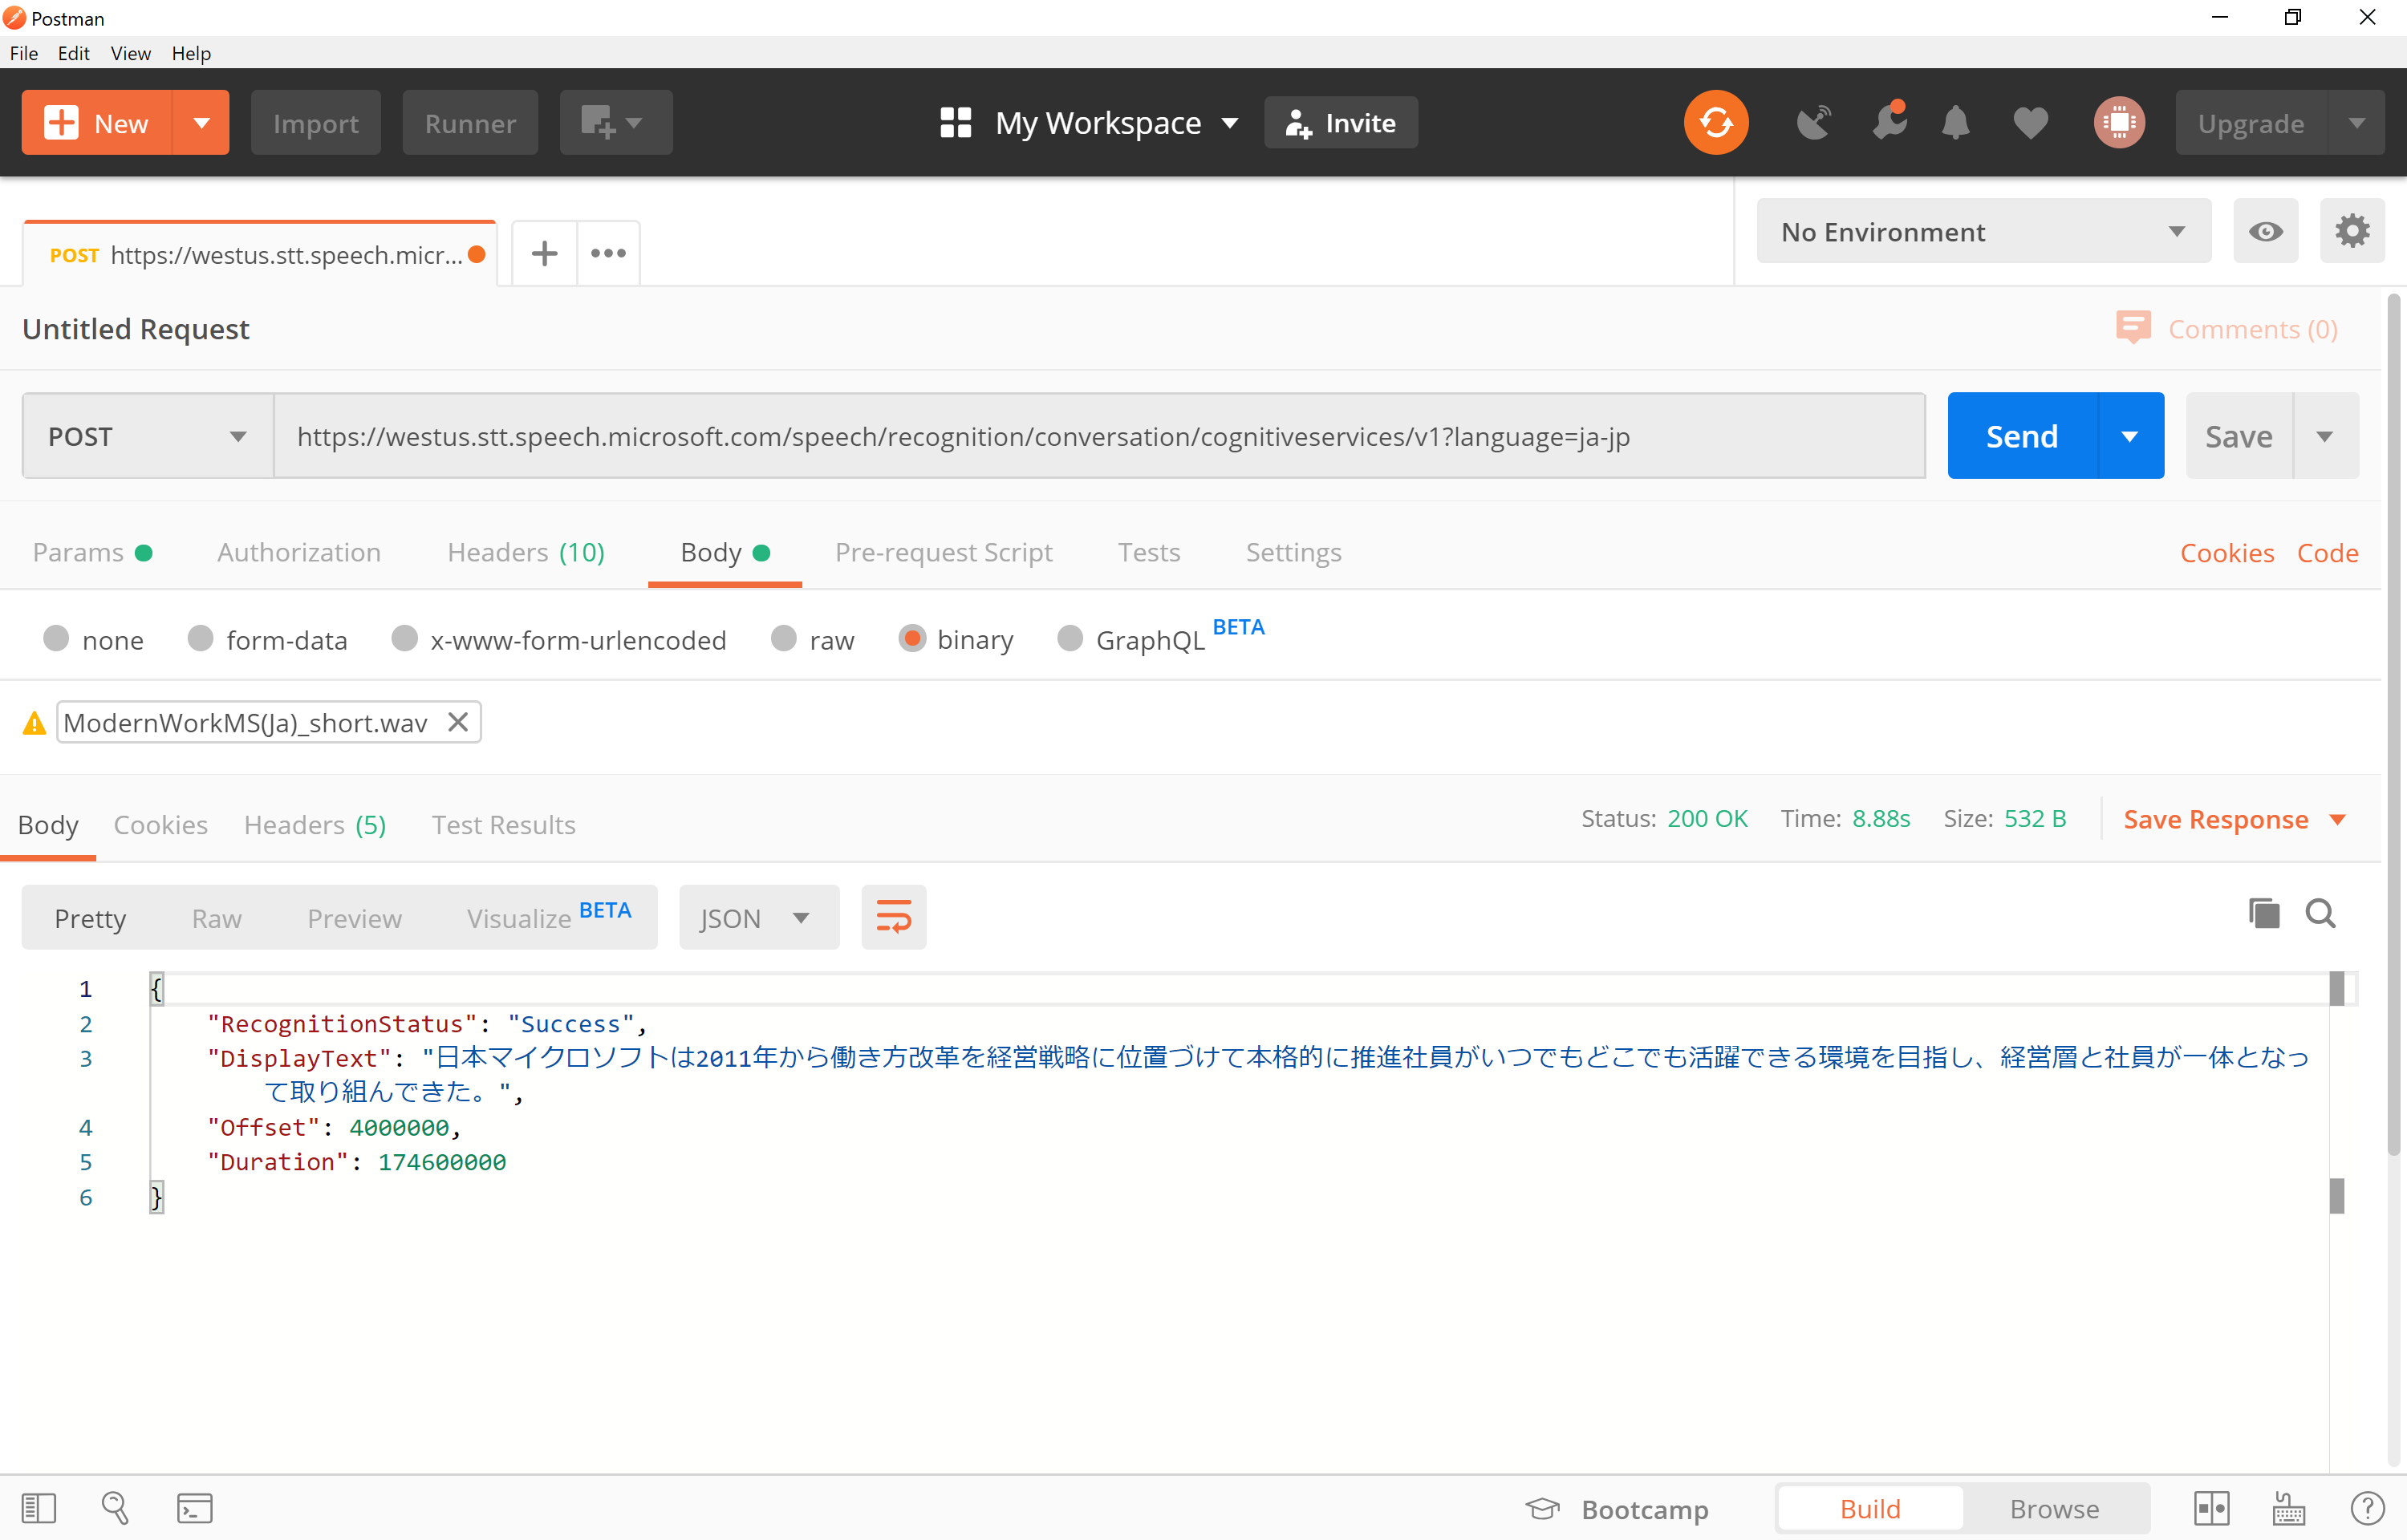 Postman
File Edit View Help
New Import Runner My Workspace Invite Upgrade
POST https://westus.stt.speech.micr... No Environment
Untitled Request Comments (0)
POST https://westus.stt.speech.microsoft.com/speech/recognition/conversation/cognitiveservices/v1?language=ja-jp Send Save
Params Authorization Headers (10) Body Pre-request Script Tests Settings Cookies Code
none form-data x-www-form-urlencoded raw binary GraphQL BETA
ModernWorkMS(Ja)_short.wav
Body Cookies Headers (5) Test Results Status: 200 OK Time: 8.88s Size: 532 B Save Response
Pretty Raw Preview Visualize BETA JSON
1 {
2 "RecognitionStatus": "Success",
3 "DisplayText": "日本マイクロソフトは2011年から働き方改革を経営戦略に位置づけて本格的に推進社員がいつでもどこでも活躍できる環境を目指し、経営層と社員が一体となっ
て取り組んできた。",
4 "Offset": 4000000,
5 "Duration": 174600000
6 }
Bootcamp Build Browse